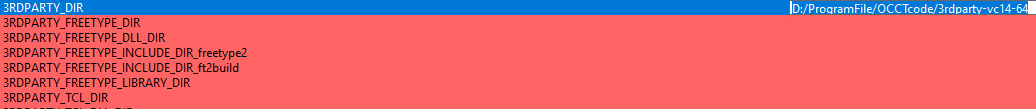 3RDPARTY_DIR D:/ProgramFile/OCCTcode/3rdparty-vc14-64
3RDPARTY_FREETYPE_DIR
3RDPARTY_FREETYPE_DLL_DIR
3RDPARTY_FREETYPE_INCLUDE_DIR_freetype2
3RDPARTY_FREETYPE_INCLUDE_DIR_ft2build
3RDPARTY_FREETYPE_LIBRARY_DIR
3RDPARTY_TCL_DIR